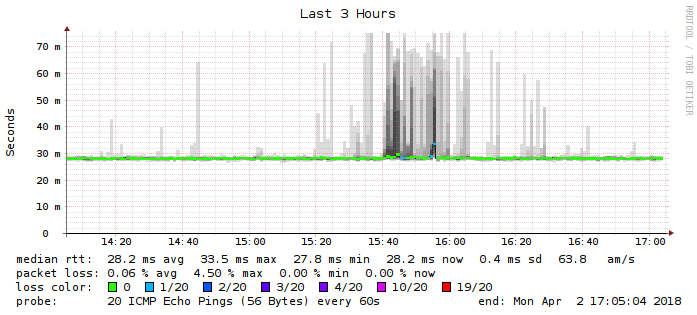 Last 3 Hours
RRDTOOL / TOBI OETIKER
Seconds
70 m
60 m
50 m
40 m
30 m
20 m
10 m
0
14:20 14:40 15:00 15:20 15:40 16:00 16:20 16:40 17:00
median rtt: 28.2 ms avg 33.5 ms max 27.8 ms min 28.2 ms now 0.4 ms sd 63.8 am/s
packet loss: 0.06 % avg 4.50 % max 0.00 % min 0.00 % now
loss color: 0 1/20 2/20 3/20 4/20 10/20 19/20
probe: 20 ICMP Echo Pings (56 Bytes) every 60s end: Mon Apr 2 17:05:04 2018